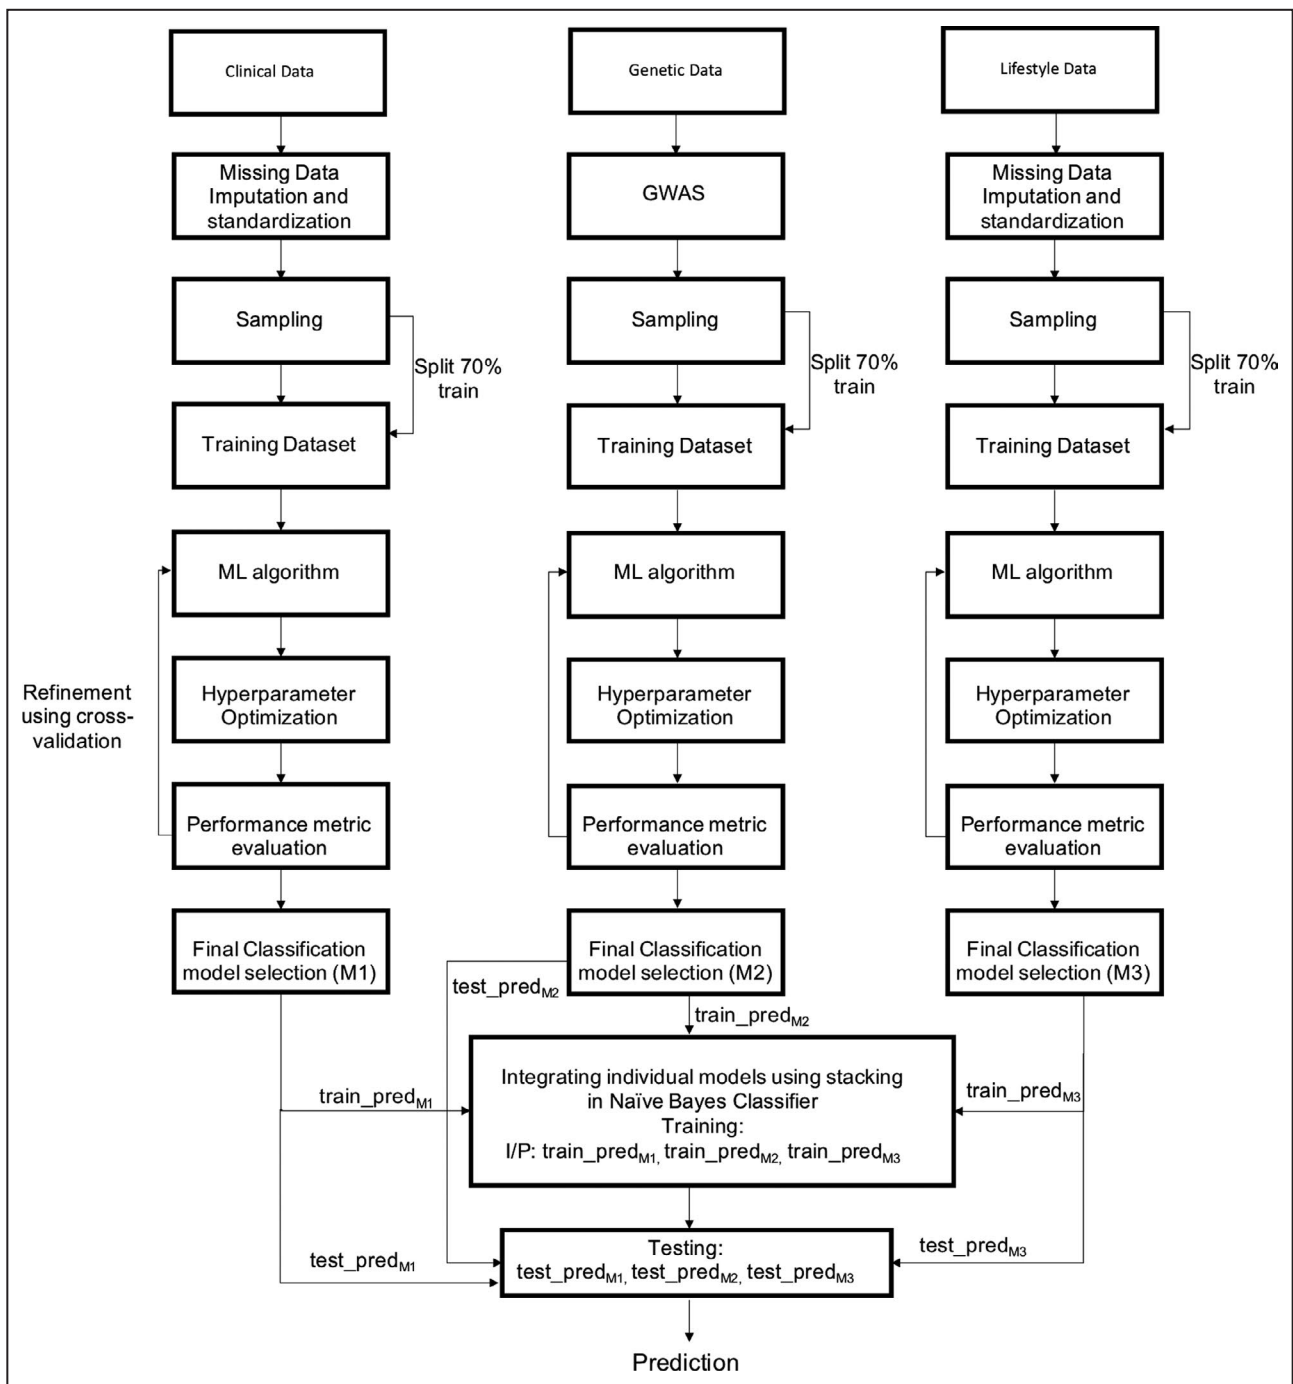 Clinical Data
Genetic Data
Lifestyle Data
Missing Data
Imputation and
standardization
GWAS
Missing Data
Imputation and
standardization
Sampling
Sampling
Sampling
Split 70%
train
Split 70%
train
Split 70%
train
Training Dataset
Training Dataset
Training Dataset
ML algorithm
ML algorithm
ML algorithm
Refinement
using cross-
validation
Hyperparameter
Optimization
Hyperparameter
Optimization
Hyperparameter
Optimization
Performance metric
evaluation
Performance metric
evaluation
Performance metric
evaluation
Final Classification
model selection (M1)
Final Classification
model selection (M2)
Final Classification
model selection (M3)
test_predM2
train_predM2
train_predM1
Integrating individual models using stacking
in Naïve Bayes Classifier
Training:
I/P: train_predM1, train_predM2, train_predM3
train_predM3
test_predM1
Testing:
test_predM1, test_predM2, test_predM3
test_predM3
Prediction